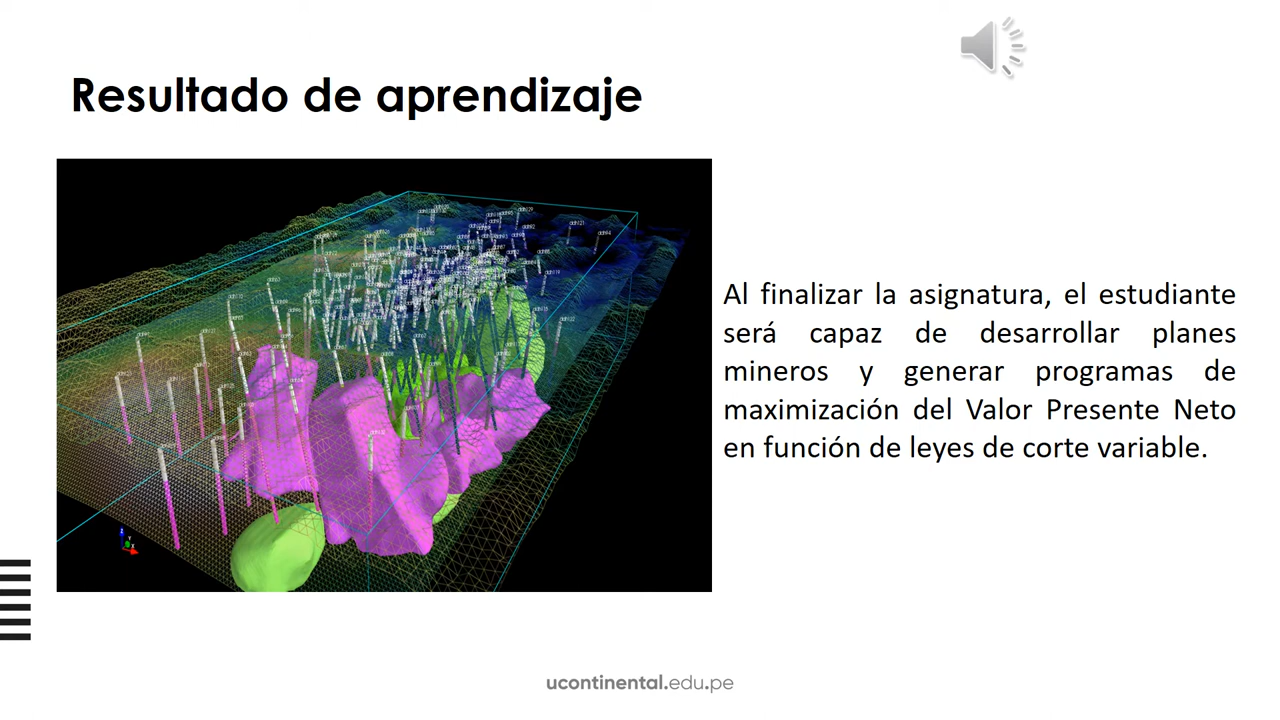 Resultado de aprendizaje
Al finalizar la asignatura, el estudiante
será capaz de desarrollar planes
mineros y generar programas de
maximización del Valor Presente Neto
en función de leyes de corte variable.
ucontinental.edu.pe